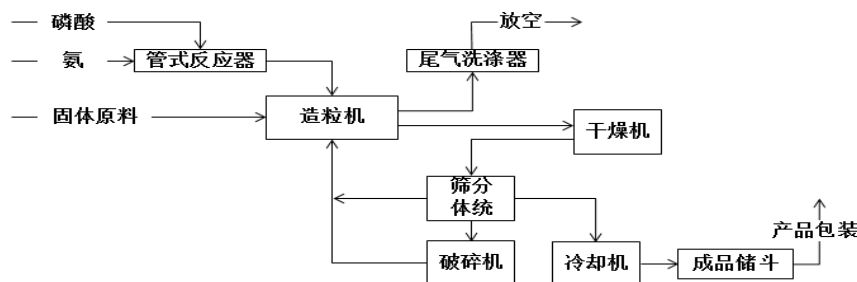 磷酸
放空
氨
管式反应器
尾气洗涤器
固体原料
造粒机
干燥机
筛分
体统
产品包装
破碎机
冷却机
成品储斗